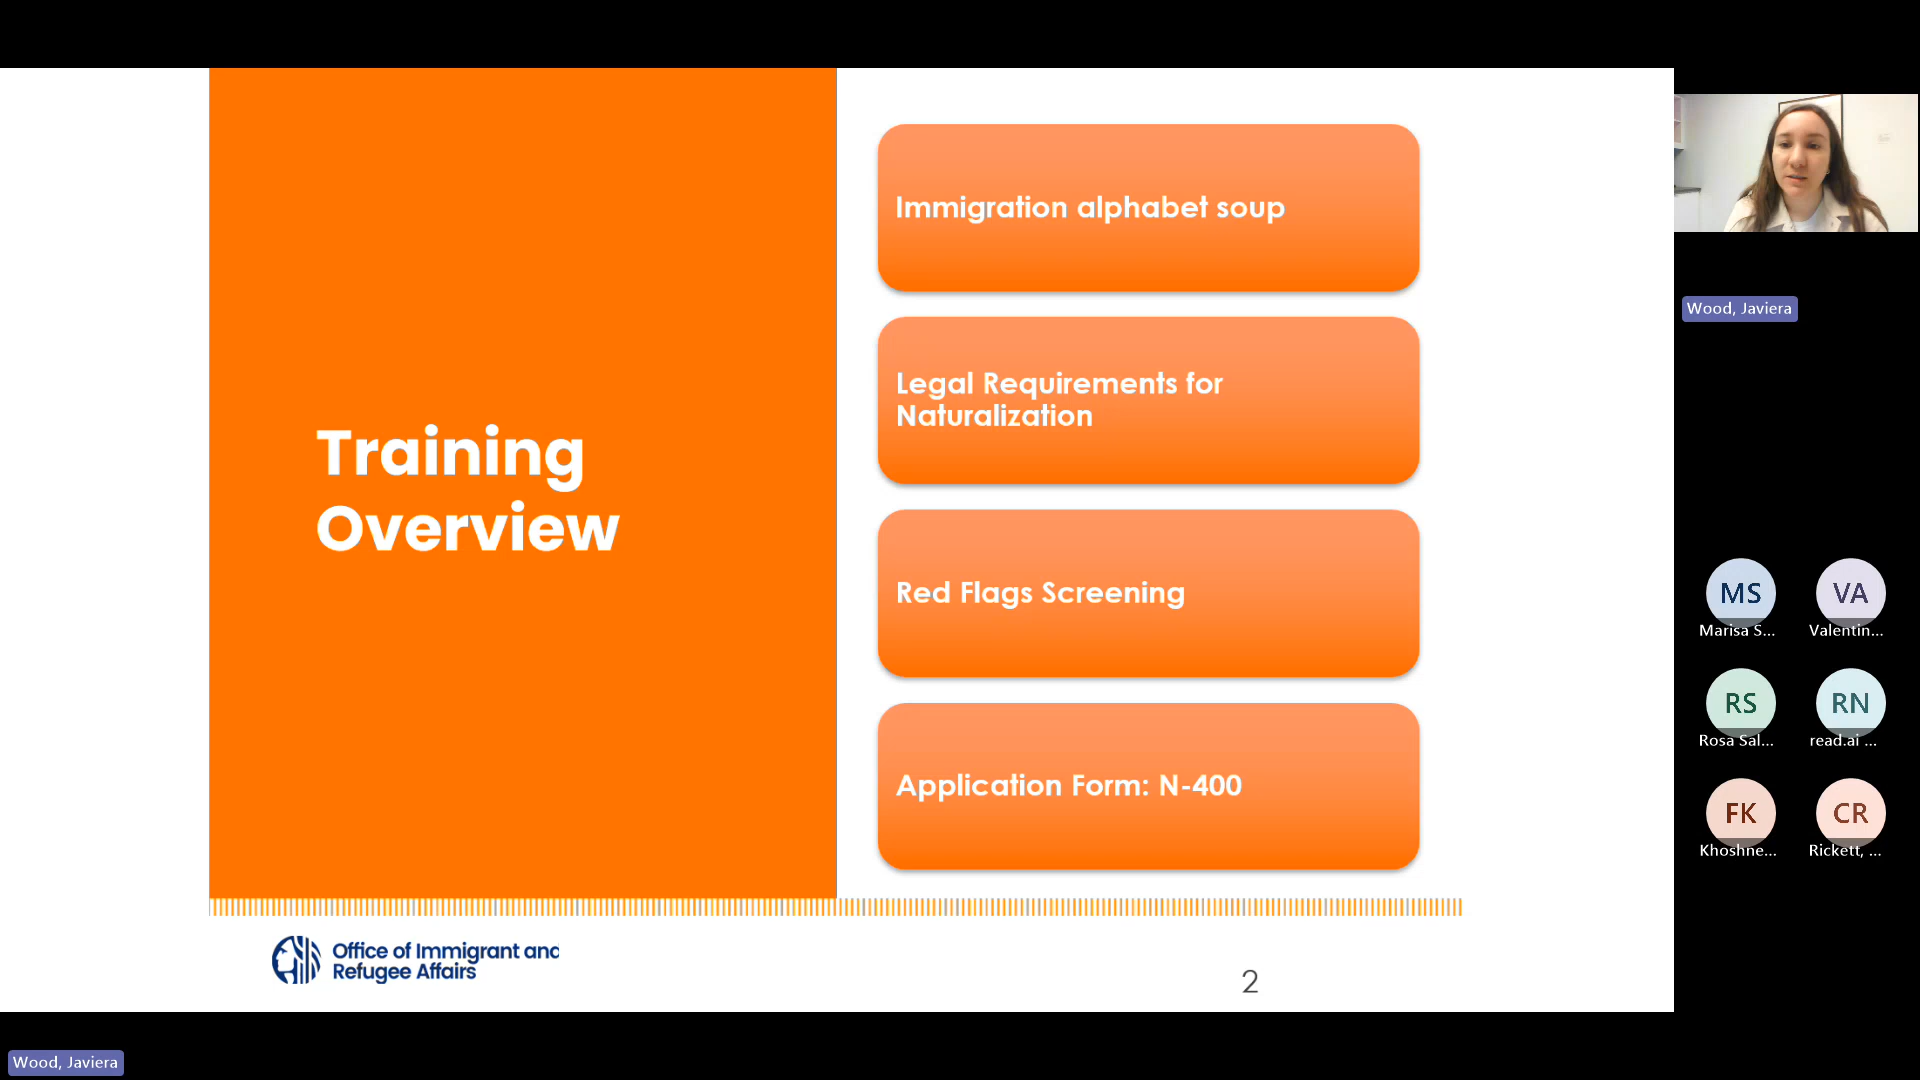 Training
Overview
Immigration alphabet soup
Legal Requirements for
Naturalization
Red Flags Screening
Application Form: N-400
Office of Immigrant and
Refugee Affairs
2
Wood, Javiera
MS
Marisa S...
VA
Valentin...
RS
Rosa Sal...
RN
read.ai ...
FK
Khoshne...
CR
Rickett, ...
Wood, Javiera